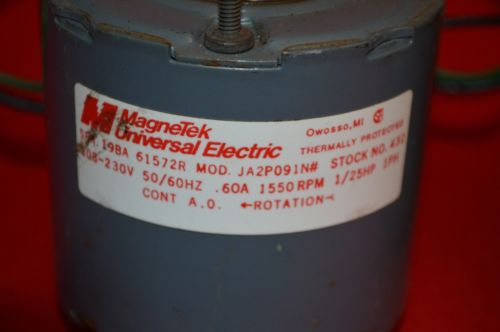 MagneTek
Universal Electric
Owosso, MI
THERMALLY PROTECTED
19BA 61572R MOD. JA2P091N# STOCK NO. 432
208-230V 50/60HZ .60A 1550RPM 1/25HP 1PH
CONT A.O. ←ROTATION-<